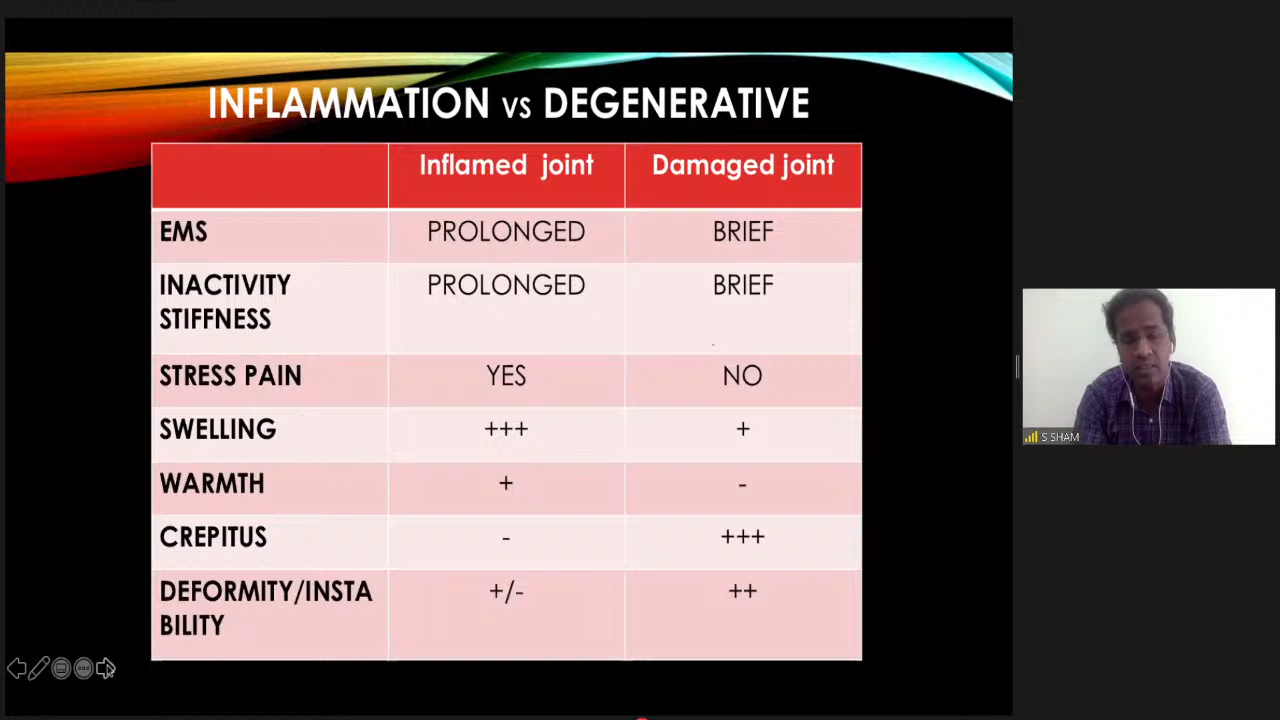 INFLAMMATION VS DEGENERATIVE
Inflamed joint
Damaged joint
EMS
PROLONGED
BRIEF
INACTIVITY
STIFFNESS
PROLONGED
BRIEF
STRESS PAIN
YES
NO
SWELLING
+++
+
WARMTH
+
-
CREPITUS
-
+++
DEFORMITY/INSTA
BILITY
+/-
++
S SHAM